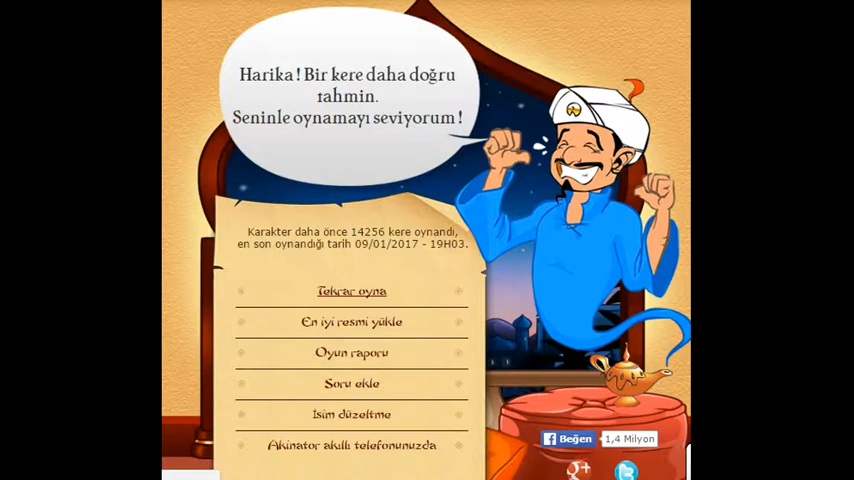 Harika ! Bir kere daha doğru
tahmin.
Seninle oynamayı seviyorum !
Karakter daha önce 14256 kere oynandı,
en son oynandığı tarih 09/01/2017 - 19H03.
Tekrar oyna
En iyi resmi yükle
Oyun raporu
Soru ekle
İsim düzeltme
Akinator akıllı telefonunuzda
Beğen
1,4 Milyon